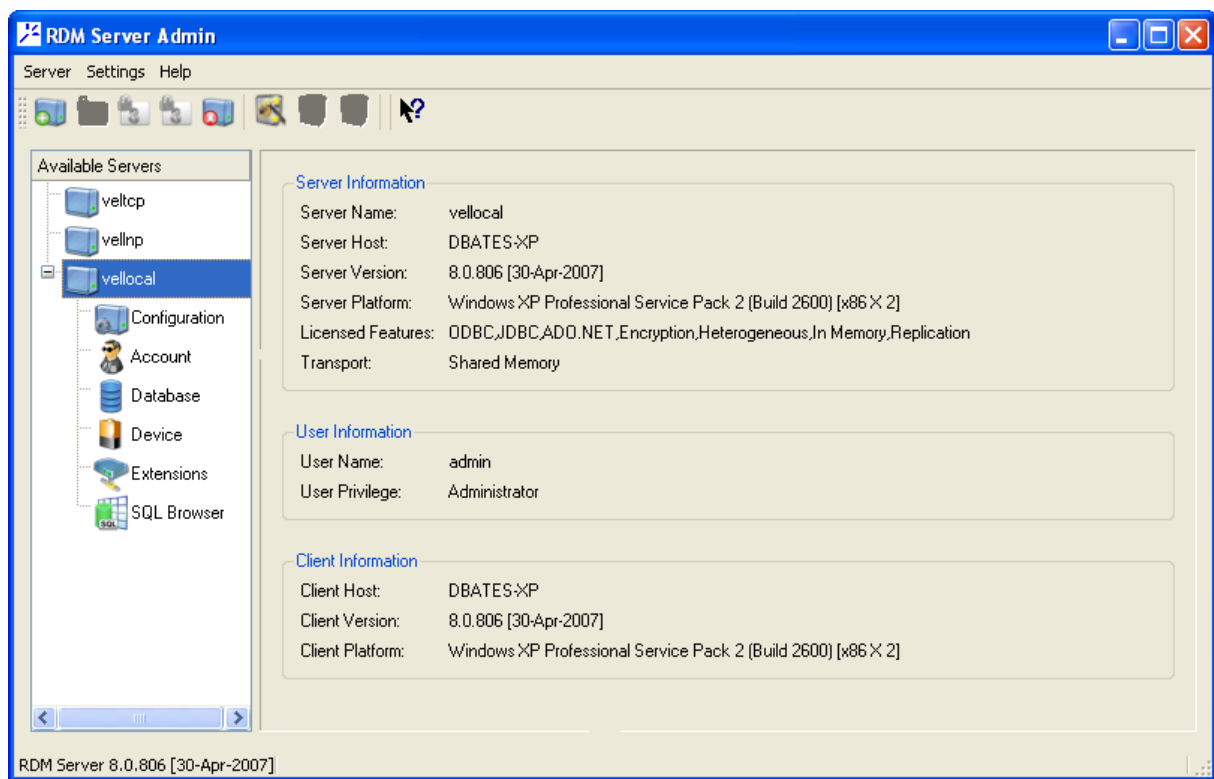 RDM Server Admin
Server Settings Help
Available Servers
veltcp
vellnp
vellocal
Configuration
Account
Database
Device
Extensions
SQL
SQL Browser
Server Information
Server Name: vellocal
Server Host: DBATES-XP
Server Version: 8.0.806 [30-Apr-2007]
Server Platform: Windows XP Professional Service Pack 2 (Build 2600) [x86 X 2]
Licensed Features: ODBC,JDBC,ADO.NET,Encryption,Heterogeneous,In Memory,Replication
Transport: Shared Memory
User Information
User Name: admin
User Privilege: Administrator
Client Information
Client Host: DBATES-XP
Client Version: 8.0.806 [30-Apr-2007]
Client Platform: Windows XP Professional Service Pack 2 (Build 2600) [x86 X 2]
RDM Server 8.0.806 [30-Apr-2007]